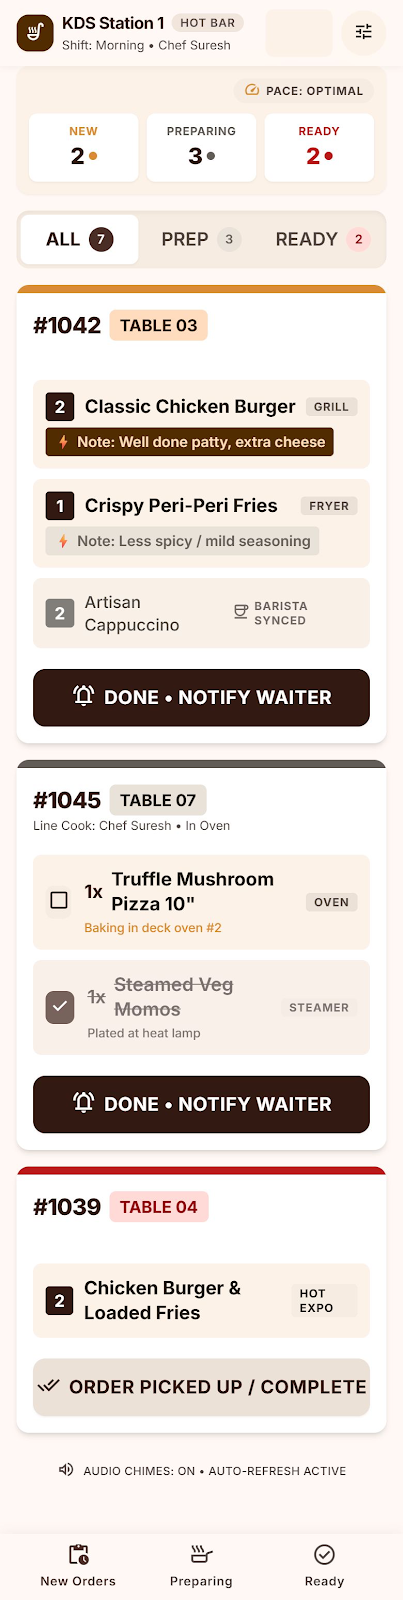 KDS Station 1 HOT BAR
Shift: Morning • Chef Suresh
PACE: OPTIMAL
NEW PREPARING READY
2 3 2
ALL 7 PREP 3 READY 2
#1042 TABLE 03
2 Classic Chicken Burger GRILL
Note: Well done patty, extra cheese
1 Crispy Peri-Peri Fries FRYER
Note: Less spicy / mild seasoning
2 Artisan
Cappuccino
BARISTA
SYNCED
DONE • NOTIFY WAITER
#1045 TABLE 07
Line Cook: Chef Suresh • In Oven
1x Truffle Mushroom
Pizza 10" OVEN
Baking in deck oven #2
1x Steamed Veg
Momos STEAMER
Plated at heat lamp
DONE • NOTIFY WAITER
#1039 TABLE 04
2 Chicken Burger &
Loaded Fries
HOT
EXPO
ORDER PICKED UP / COMPLETE
AUDIO CHIMES: ON • AUTO-REFRESH ACTIVE
New Orders Preparing Ready